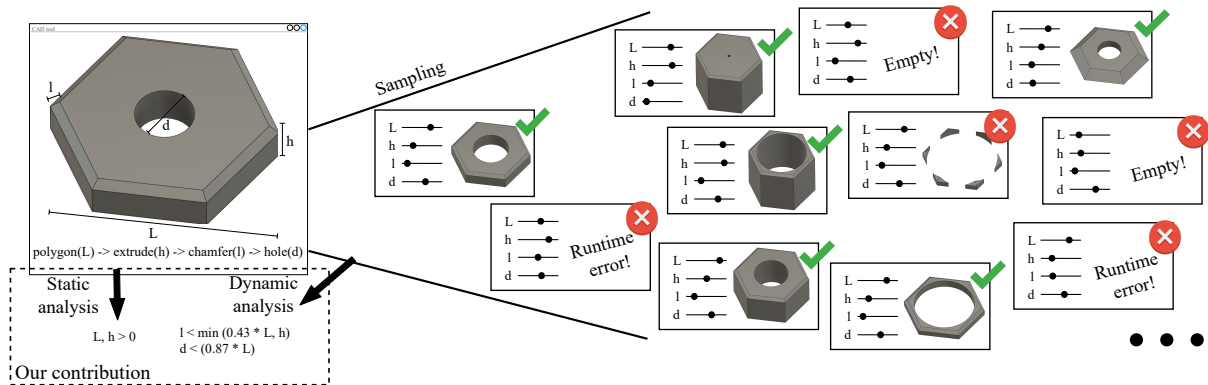 CAD tool
l
d
h
L
polygon(L) -> extrude(h) -> chamfer(l) -> hole(d)
Static
analysis
Dynamic
analysis
L, h > 0
l < min (0.43 * L, h)
d < (0.87 * L)
Our contribution
Sampling
L
h
l
d
L
h
l
d
Empty!
L
h
l
d
L
h
l
d
L
h
l
d
L
h
l
d
L
h
l
d
Empty!
L
h
l
d
Runtime
error!
L
h
l
d
L
h
l
d
L
h
l
d
Runtime
error!